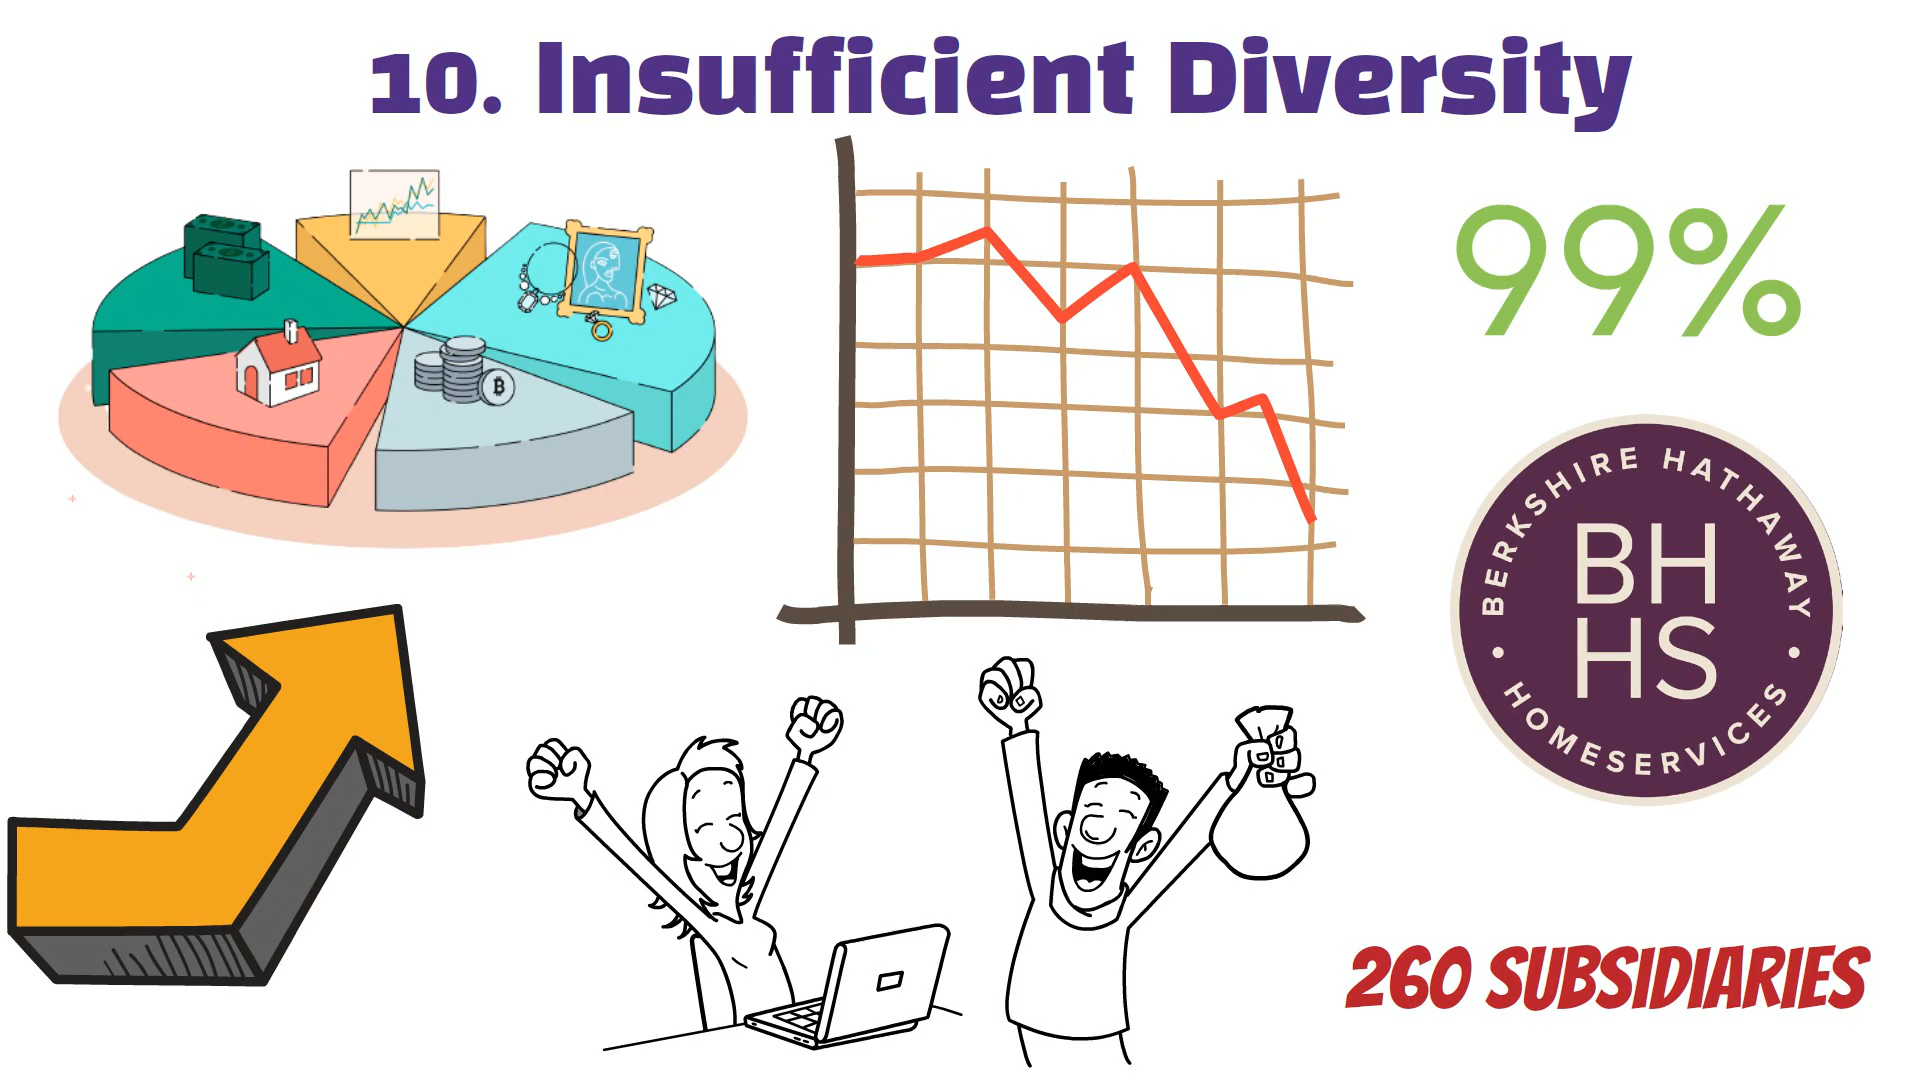 10. Insufficient Diversity
99%
BERKSHIRE HATHAWAY
BH
HS
HOMESERVICES
260 SUBSIDIARIES